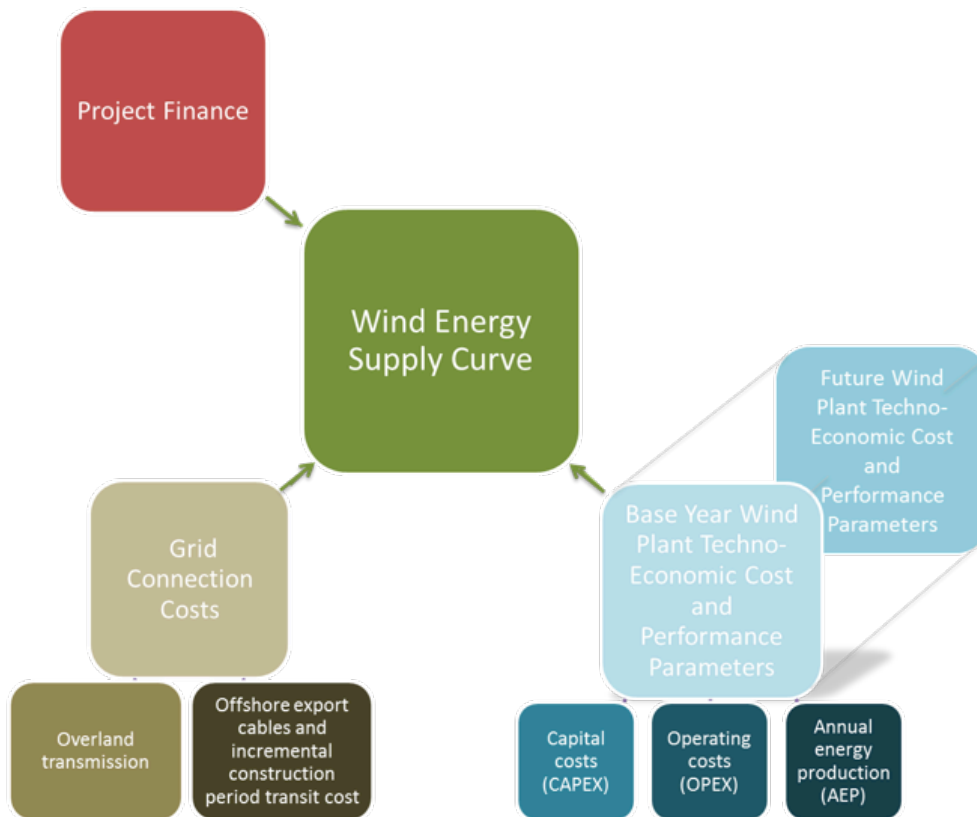 Project Finance
Wind Energy
Supply Curve
Future Wind
Plant Techno-
Economic Cost
and
Performance
Parameters
Base Year Wind
Plant Techno-
Economic Cost
and
Performance
Parameters
Grid
Connection
Costs
Overland
transmission
Offshore export
cables and
incremental
construction
period transit cost
Capital
costs
(CAPEX)
Operating
costs
(OPEX)
Annual
energy
production
(AEP)